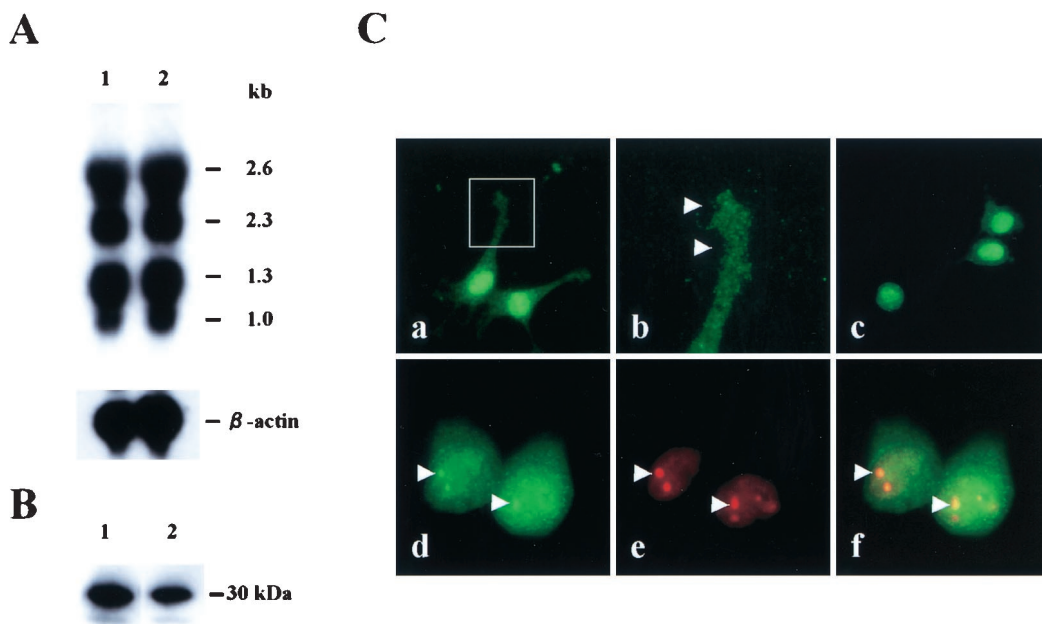 A
1 2 kb
– 2.6
– 2.3
– 1.3
– 1.0
– β-actin
B
1 2
– 30 kDa
C
a
b
c
d
e
f